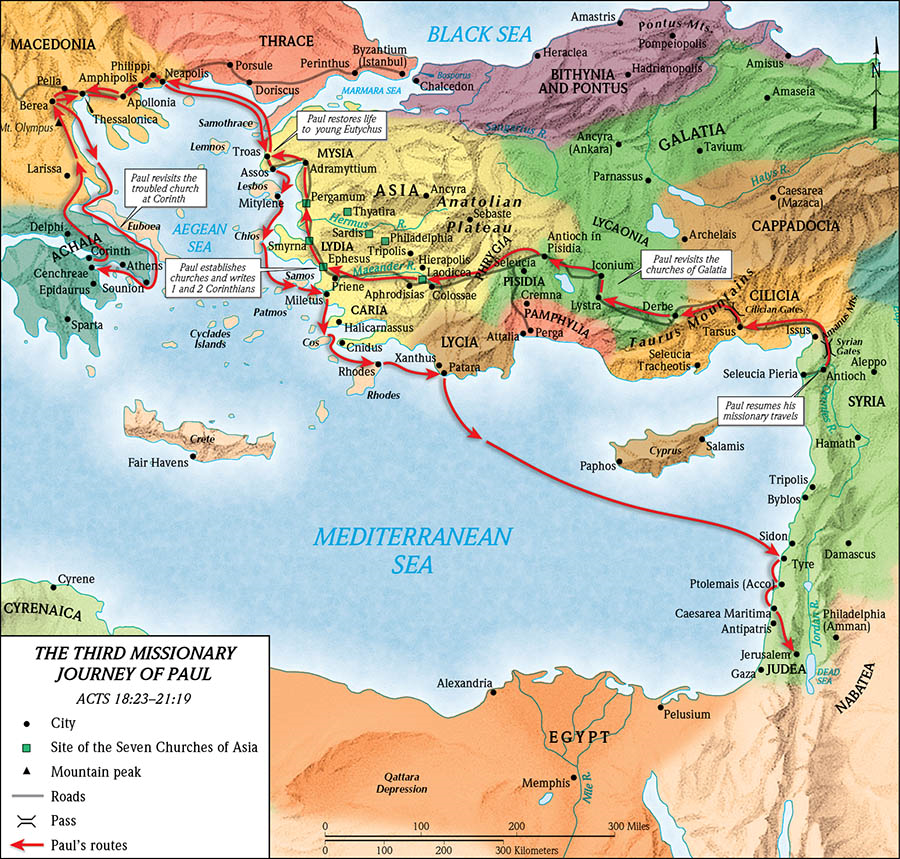 BLACK SEA
Amastris
Pontus Mts.
Pompeiopolis
Heraclea
Hadrianopolis
Amisus
BITHYNIA
AND PONTUS
Amaseia
N
MACEDONIA
THRACE
Byzantium
(Istanbul)
Bosporus
Chalcedon
Perinthus
Porsule
Doriscus
MARMARA SEA
Philippi
Neapolis
Amphipolis
Pella
Berea
Apollonia
Thessalonica
Mt. Olympus
Larissa
Samothrace
Lemnos
Paul restores life
to young Eutychus
Sangarius R.
Ancyra
(Ankara)
GALATIA
Tavium
Parnassus
Halys R.
Caesarea
(Mazaca)
CAPPADOCIA
Archelais
Troas
Assos
Lesbos
Mitylene
MYSIA
Adramyttium
ASIA
Ancyra
Anatolian
Plateau
Pergamum
Thyatira
Hermus R.
Sebaste
Sardis
Philadelphia
Smyrna
LYDIA
Tripolis
Hierapolis
Ephesus
Maeander R.
Laodicea
PHRYGIA
Priene
Aphrodisias
Colossae
Paul revisits the
troubled church
at Corinth
AEGEAN
SEA
Chios
Euboea
Delphi
ACHAIA
Corinth
Athens
Cenchreae
Epidaurus
Sounion
Sparta
Paul establishes
churches and writes
1 and 2 Corinthians
Samos
Miletus
Patmos
CARIA
Halicarnassus
Cnidus
Cos
Cyclades
Islands
Rhodes
Rhodes
Xanthus
Patara
LYCIA
LYCAONIA
Antioch in
Pisidia
Seleucia
PISIDIA
Iconium
Paul revisits the
churches of Galatia
Cremna
Lystra
Derbe
PAMPHYLIA
Attalia
Perga
Taurus Mountains
CILICIA
Cilician Gates
Tarsus
Issus
Amanus Mts.
Syrian
Gates
Seleucia
Tracheotis
Seleucia Pieria
Antioch
Aleppo
Paul resumes his
missionary travels
SYRIA
Hamath
Crete
Fair Havens
Cyprus
Salamis
Paphos
Tripolis
Byblos
MEDITERRANEAN
SEA
Sidon
Tyre
Damascus
Ptolemais (Acco)
Caesarea Maritima
Antipatris
Jordan R.
Philadelphia
(Amman)
Jerusalem
JUDEA
Gaza
DEAD
SEA
NABATEA
Cyrene
CYRENAICA
Alexandria
Pelusium
EGYPT
Qattara
Depression
Memphis
Nile R.
THE THIRD MISSIONARY
JOURNEY OF PAUL
ACTS 18:23–21:19
City
Site of the Seven Churches of Asia
Mountain peak
Roads
Pass
Paul's routes
0 100 200 300 Miles
0 100 200 300 Kilometers